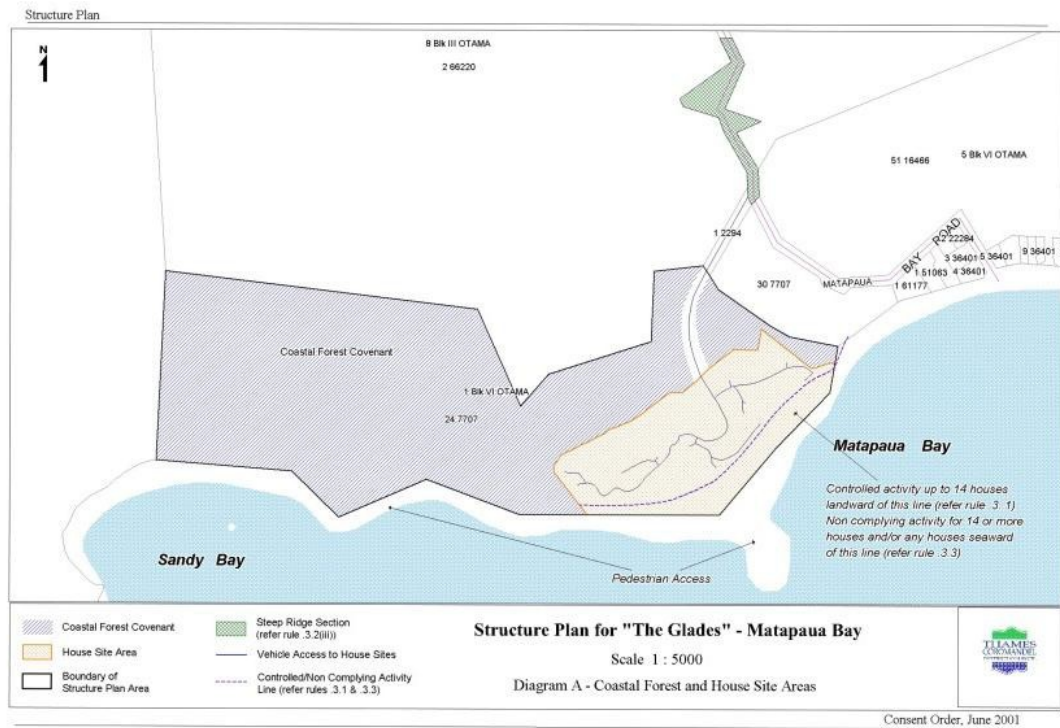 Structure Plan
N
8 Blk III OTAMA
2 66220
51 16466
5 Blk VI OTAMA
1 2294
2 22284
9 36401
3 36401
5 36401
1 51063
4 36401
30 7707
MATAPAUA
BAY
ROAD
1 61177
Coastal Forest Covenant
1 Blk VI OTAMA
24 7707
Matapaua Bay
Controlled activity up to 14 houses
landward of this line (refer rule .3. 1)
Non complying activity for 14 or more
houses and/or any houses seaward
of this line (refer rule .3.3)
Sandy Bay
Pedestrian Access
Coastal Forest Covenant
House Site Area
Boundary of
Structure Plan Area
Steep Ridge Section
(refer rule .3.2(iii))
Vehicle Access to House Sites
Controlled/Non Complying Activity
Line (refer rules .3.1 & .3.3)
Structure Plan for "The Glades" - Matapaua Bay
Scale 1 : 5000
Diagram A - Coastal Forest and House Site Areas
THAMES
COROMANDEL
Consent Order, June 2001